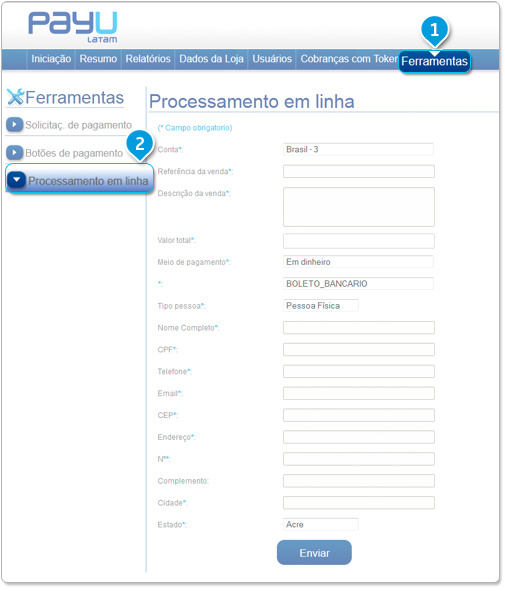 PayU
LATAM
1
Iniciação Resumo Relatórios Dados da Loja Usuários Cobranças com Token Ferramentas
Ferramentas
Solicitaç. de pagamento
Botões de pagamento
2
Processamento em linha
Processamento em linha
(* Campo obrigatorio)
Conta*: Brasil - 3
Referência da venda*:
Descrição da venda*:
Valor total*:
Meio de pagamento*: Em dinheiro
*: BOLETO_BANCARIO
Tipo pessoa*: Pessoa Física
Nome Completo*:
CPF*:
Telefone*:
Email*:
CEP*:
Endereço*:
Nº*:
Complemento:
Cidade*:
Estado*: Acre
Enviar